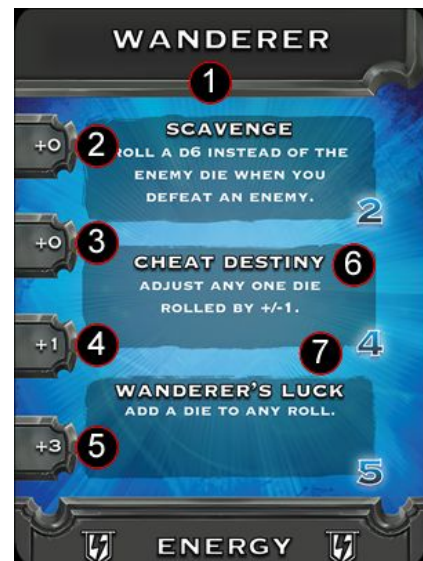 WANDERER
1
+0
2
SCAVENGE
ROLL A D6 INSTEAD OF THE
ENEMY DIE WHEN YOU
DEFEAT AN ENEMY.
2
+0
3
CHEAT DESTINY
6
ADJUST ANY ONE DIE
ROLLED BY +/-1.
+1
4
7
4
WANDERER'S LUCK
ADD A DIE TO ANY ROLL.
+3
5
5
ENERGY